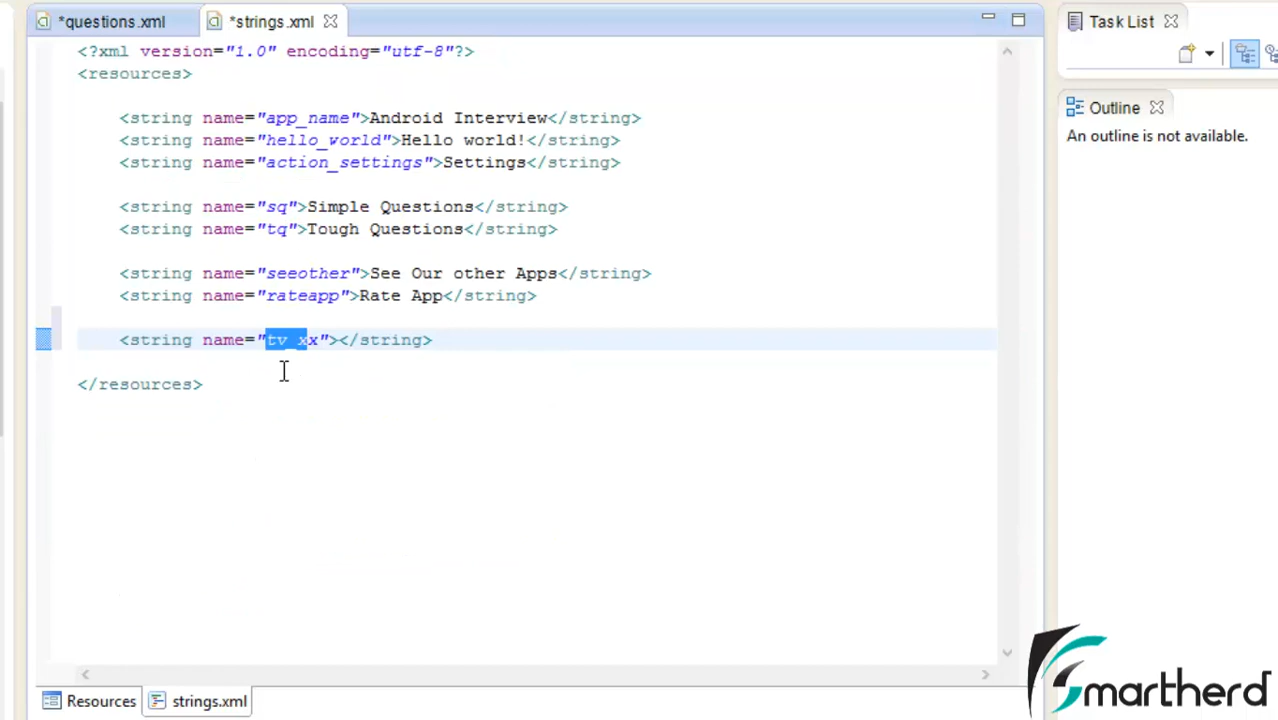 *questions.xml
*strings.xml
<?xml version="1.0" encoding="utf-8"?>
<resources>
<string name="app_name">Android Interview</string>
<string name="hello_world">Hello world!</string>
<string name="action_settings">Settings</string>
<string name="sq">Simple Questions</string>
<string name="tq">Tough Questions</string>
<string name="seeother">See Our other Apps</string>
<string name="rateapp">Rate App</string>
<string name="tv_xx"></string>
</resources>
Resources
strings.xml
Task List
Outline
An outline is not available.
Smartherd